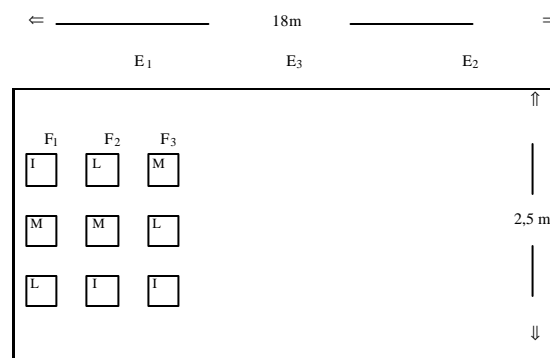 ⇐ 18m =
E1 E3 E2
⇑
F1 F2 F3
I L M
M M L
2,5 m
L I I
⇓